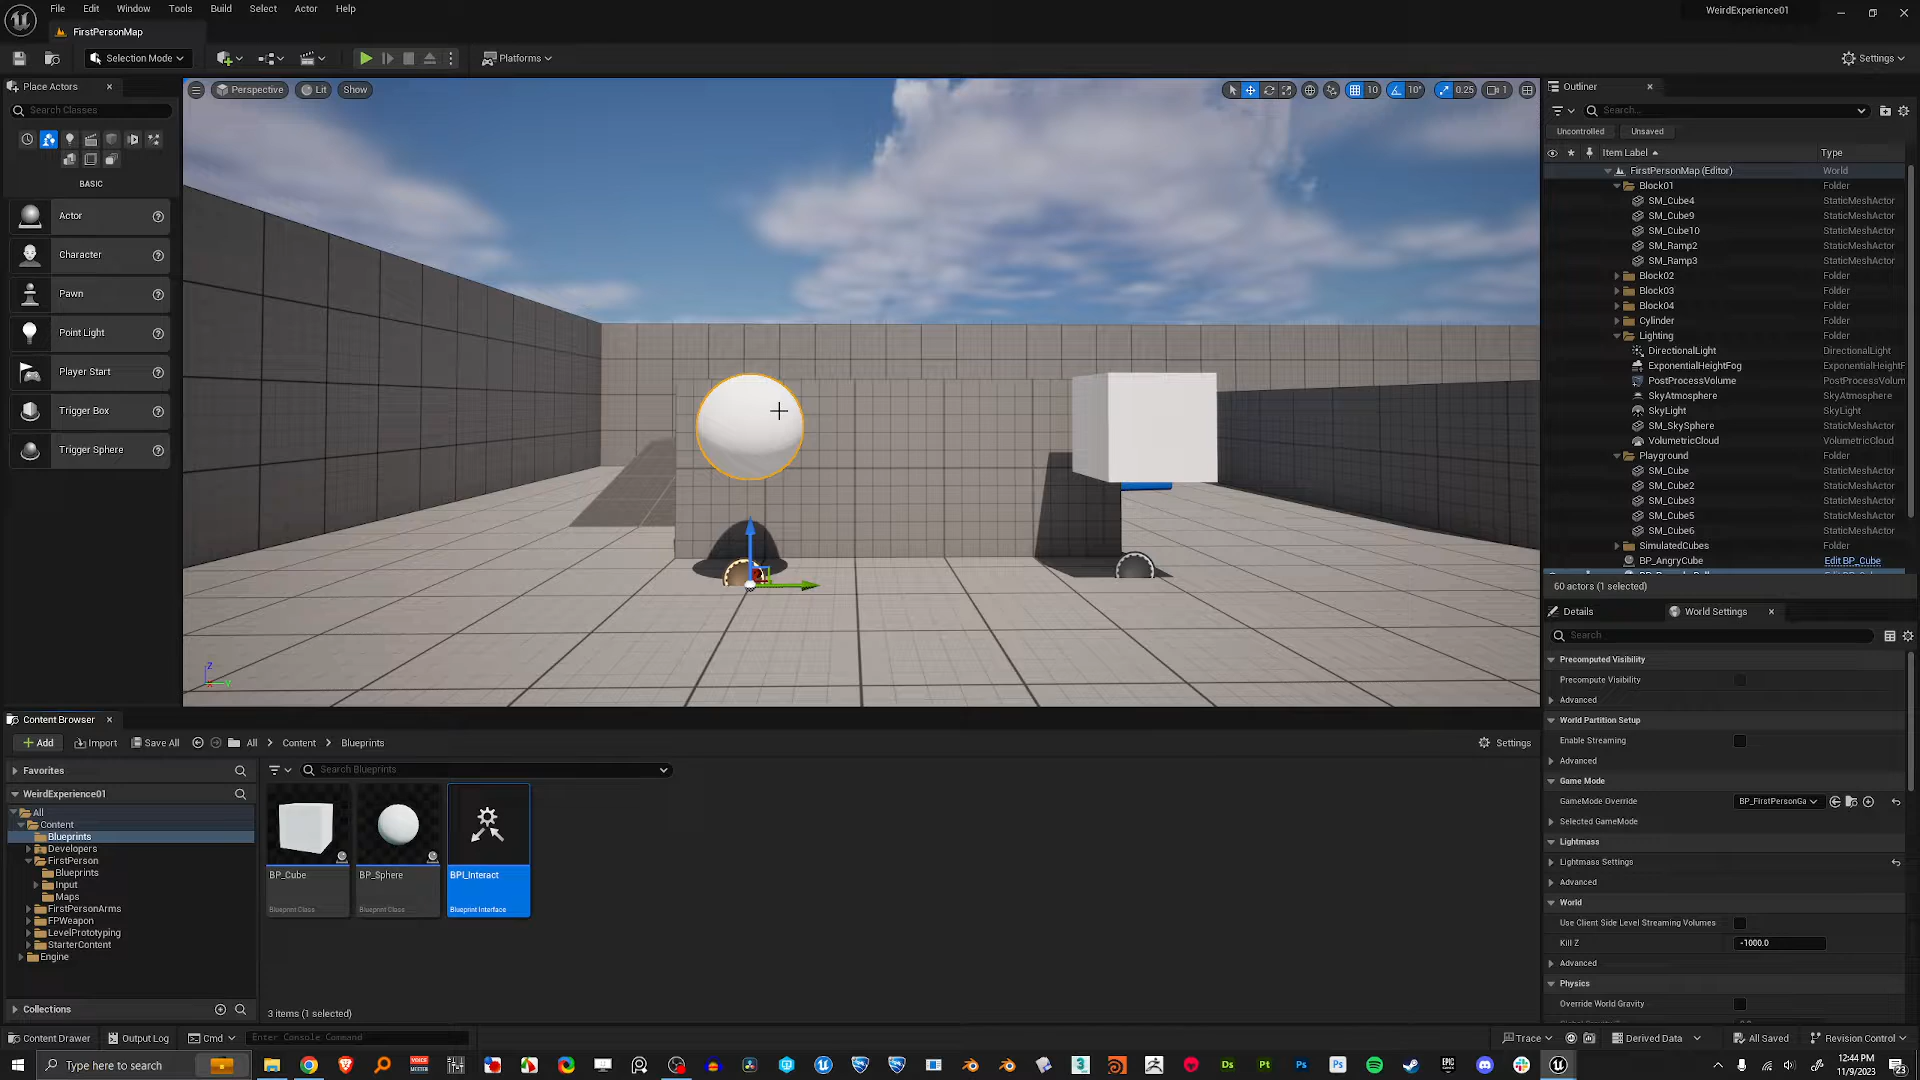 File Edit Window Tools Build Select Actor Help
WeirdExperience01
FirstPersonMap
Selection Mode
Platforms
Settings
Place Actors
Search Classes
BASIC
Actor
Character
Pawn
Point Light
Player Start
Trigger Box
Trigger Sphere
Perspective Lit Show
10 10° 0.25 1
Z
Y
Outliner
Search...
Uncontrolled Unsaved
Item Label Type
FirstPersonMap (Editor) World
Block01 Folder
SM_Cube4 StaticMeshActor
SM_Cube9 StaticMeshActor
SM_Cube10 StaticMeshActor
SM_Ramp2 StaticMeshActor
SM_Ramp3 StaticMeshActor
Block02 Folder
Block03 Folder
Block04 Folder
Cylinder Folder
Lighting Folder
DirectionalLight DirectionalLight
ExponentialHeightFog ExponentialHeightF
PostProcessVolume PostProcessVolum
SkyAtmosphere SkyAtmosphere
SkyLight SkyLight
SM_SkySphere StaticMeshActor
VolumetricCloud VolumetricCloud
Playground Folder
SM_Cube StaticMeshActor
SM_Cube2 StaticMeshActor
SM_Cube3 StaticMeshActor
SM_Cube5 StaticMeshActor
SM_Cube6 StaticMeshActor
SimulatedCubes Folder
BP_AngryCube Edit BP_Cube
60 actors (1 selected)
Details World Settings
Search
Precomputed Visibility
Precompute Visibility
Advanced
World Partition Setup
Enable Streaming
Advanced
Game Mode
GameMode Override BP_FirstPersonGa
Selected GameMode
Lightmass
Lightmass Settings
Advanced
World
Use Client Side Level Streaming Volumes
Kill Z -1000.0
Advanced
Physics
Override World Gravity
Content Browser
Add Import Save All All Content Blueprints Settings
Favorites
WeirdExperience01
All
Content
Blueprints
Developers
FirstPerson
Blueprints
Input
Maps
FirstPersonArms
FPWeapon
LevelPrototyping
StarterContent
Engine
Collections
Search Blueprints
BP_Cube BP_Sphere BPI_Interact
Blueprint Class Blueprint Class Blueprint Interface
3 items (1 selected)
Content Drawer Output Log Cmd Enter Console Command
Trace Derived Data All Saved Revision Control
Type here to search
Ds Pt Ps Ps
12:44 PM
11/9/2023
23